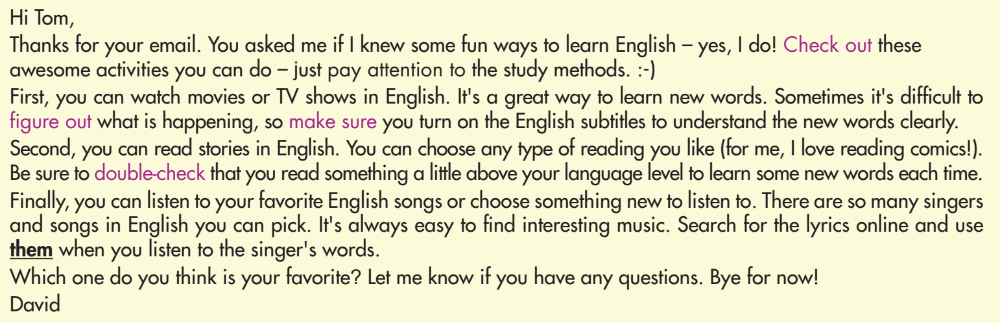 Hi Tom,
Thanks for your email. You asked me if I knew some fun ways to learn English – yes, I do! Check out these
awesome activities you can do – just pay attention to the study methods. :-)
First, you can watch movies or TV shows in English. It's a great way to learn new words. Sometimes it's difficult to
figure out what is happening, so make sure you turn on the English subtitles to understand the new words clearly.
Second, you can read stories in English. You can choose any type of reading you like (for me, I love reading comics!).
Be sure to double-check that you read something a little above your language level to learn some new words each time.
Finally, you can listen to your favorite English songs or choose something new to listen to. There are so many singers
and songs in English you can pick. It's always easy to find interesting music. Search for the lyrics online and use
them when you listen to the singer's words.
Which one do you think is your favorite? Let me know if you have any questions. Bye for now!
David